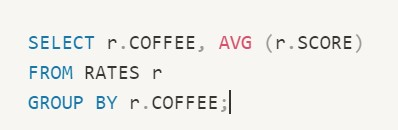 SELECT r.COFFEE, AVG (r.SCORE)
FROM RATES r
GROUP BY r.COFFEE;